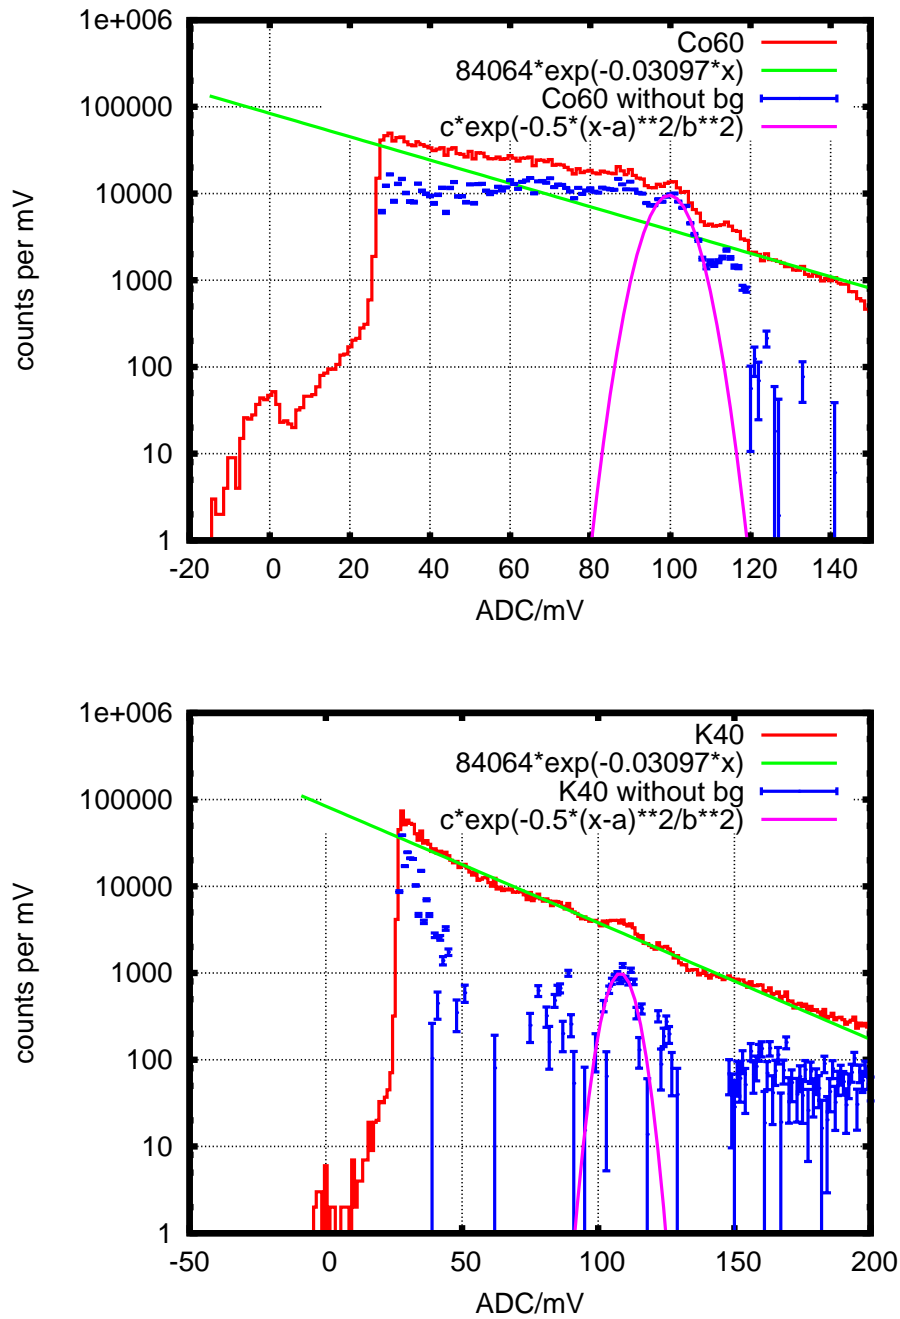 1e+006
Co60
84064*exp(-0.03097*x)
Co60 without bg
c*exp(-0.5*(x-a)**2/b**2)
100000
10000
1000
100
10
1
counts per mV
-20 0 20 40 60 80 100 120 140
ADC/mV
1e+006
K40
84064*exp(-0.03097*x)
K40 without bg
c*exp(-0.5*(x-a)**2/b**2)
100000
10000
1000
100
10
1
counts per mV
-50 0 50 100 150 200
ADC/mV